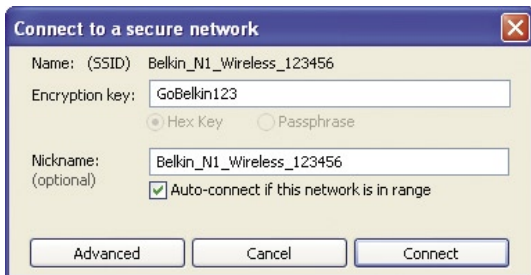 Connect to a secure network
Name: (SSID) Belkin_N1_Wireless_123456
Encryption key: GoBelkin123
Hex Key Passphrase
Nickname: Belkin_N1_Wireless_123456
(optional)
Auto-connect if this network is in range
Advanced Cancel Connect